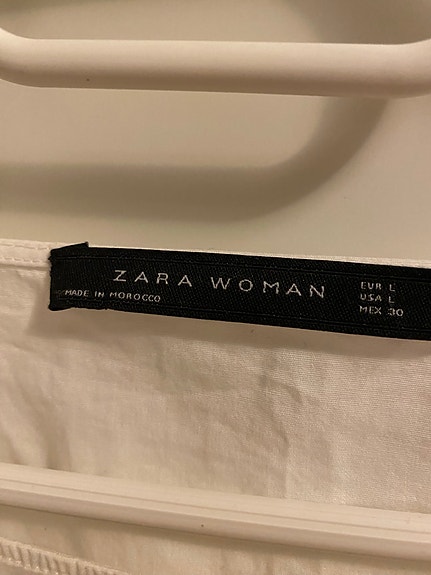 ZARA WOMAN
MADE IN MOROCCO
EUR L
USA L
MEX 30